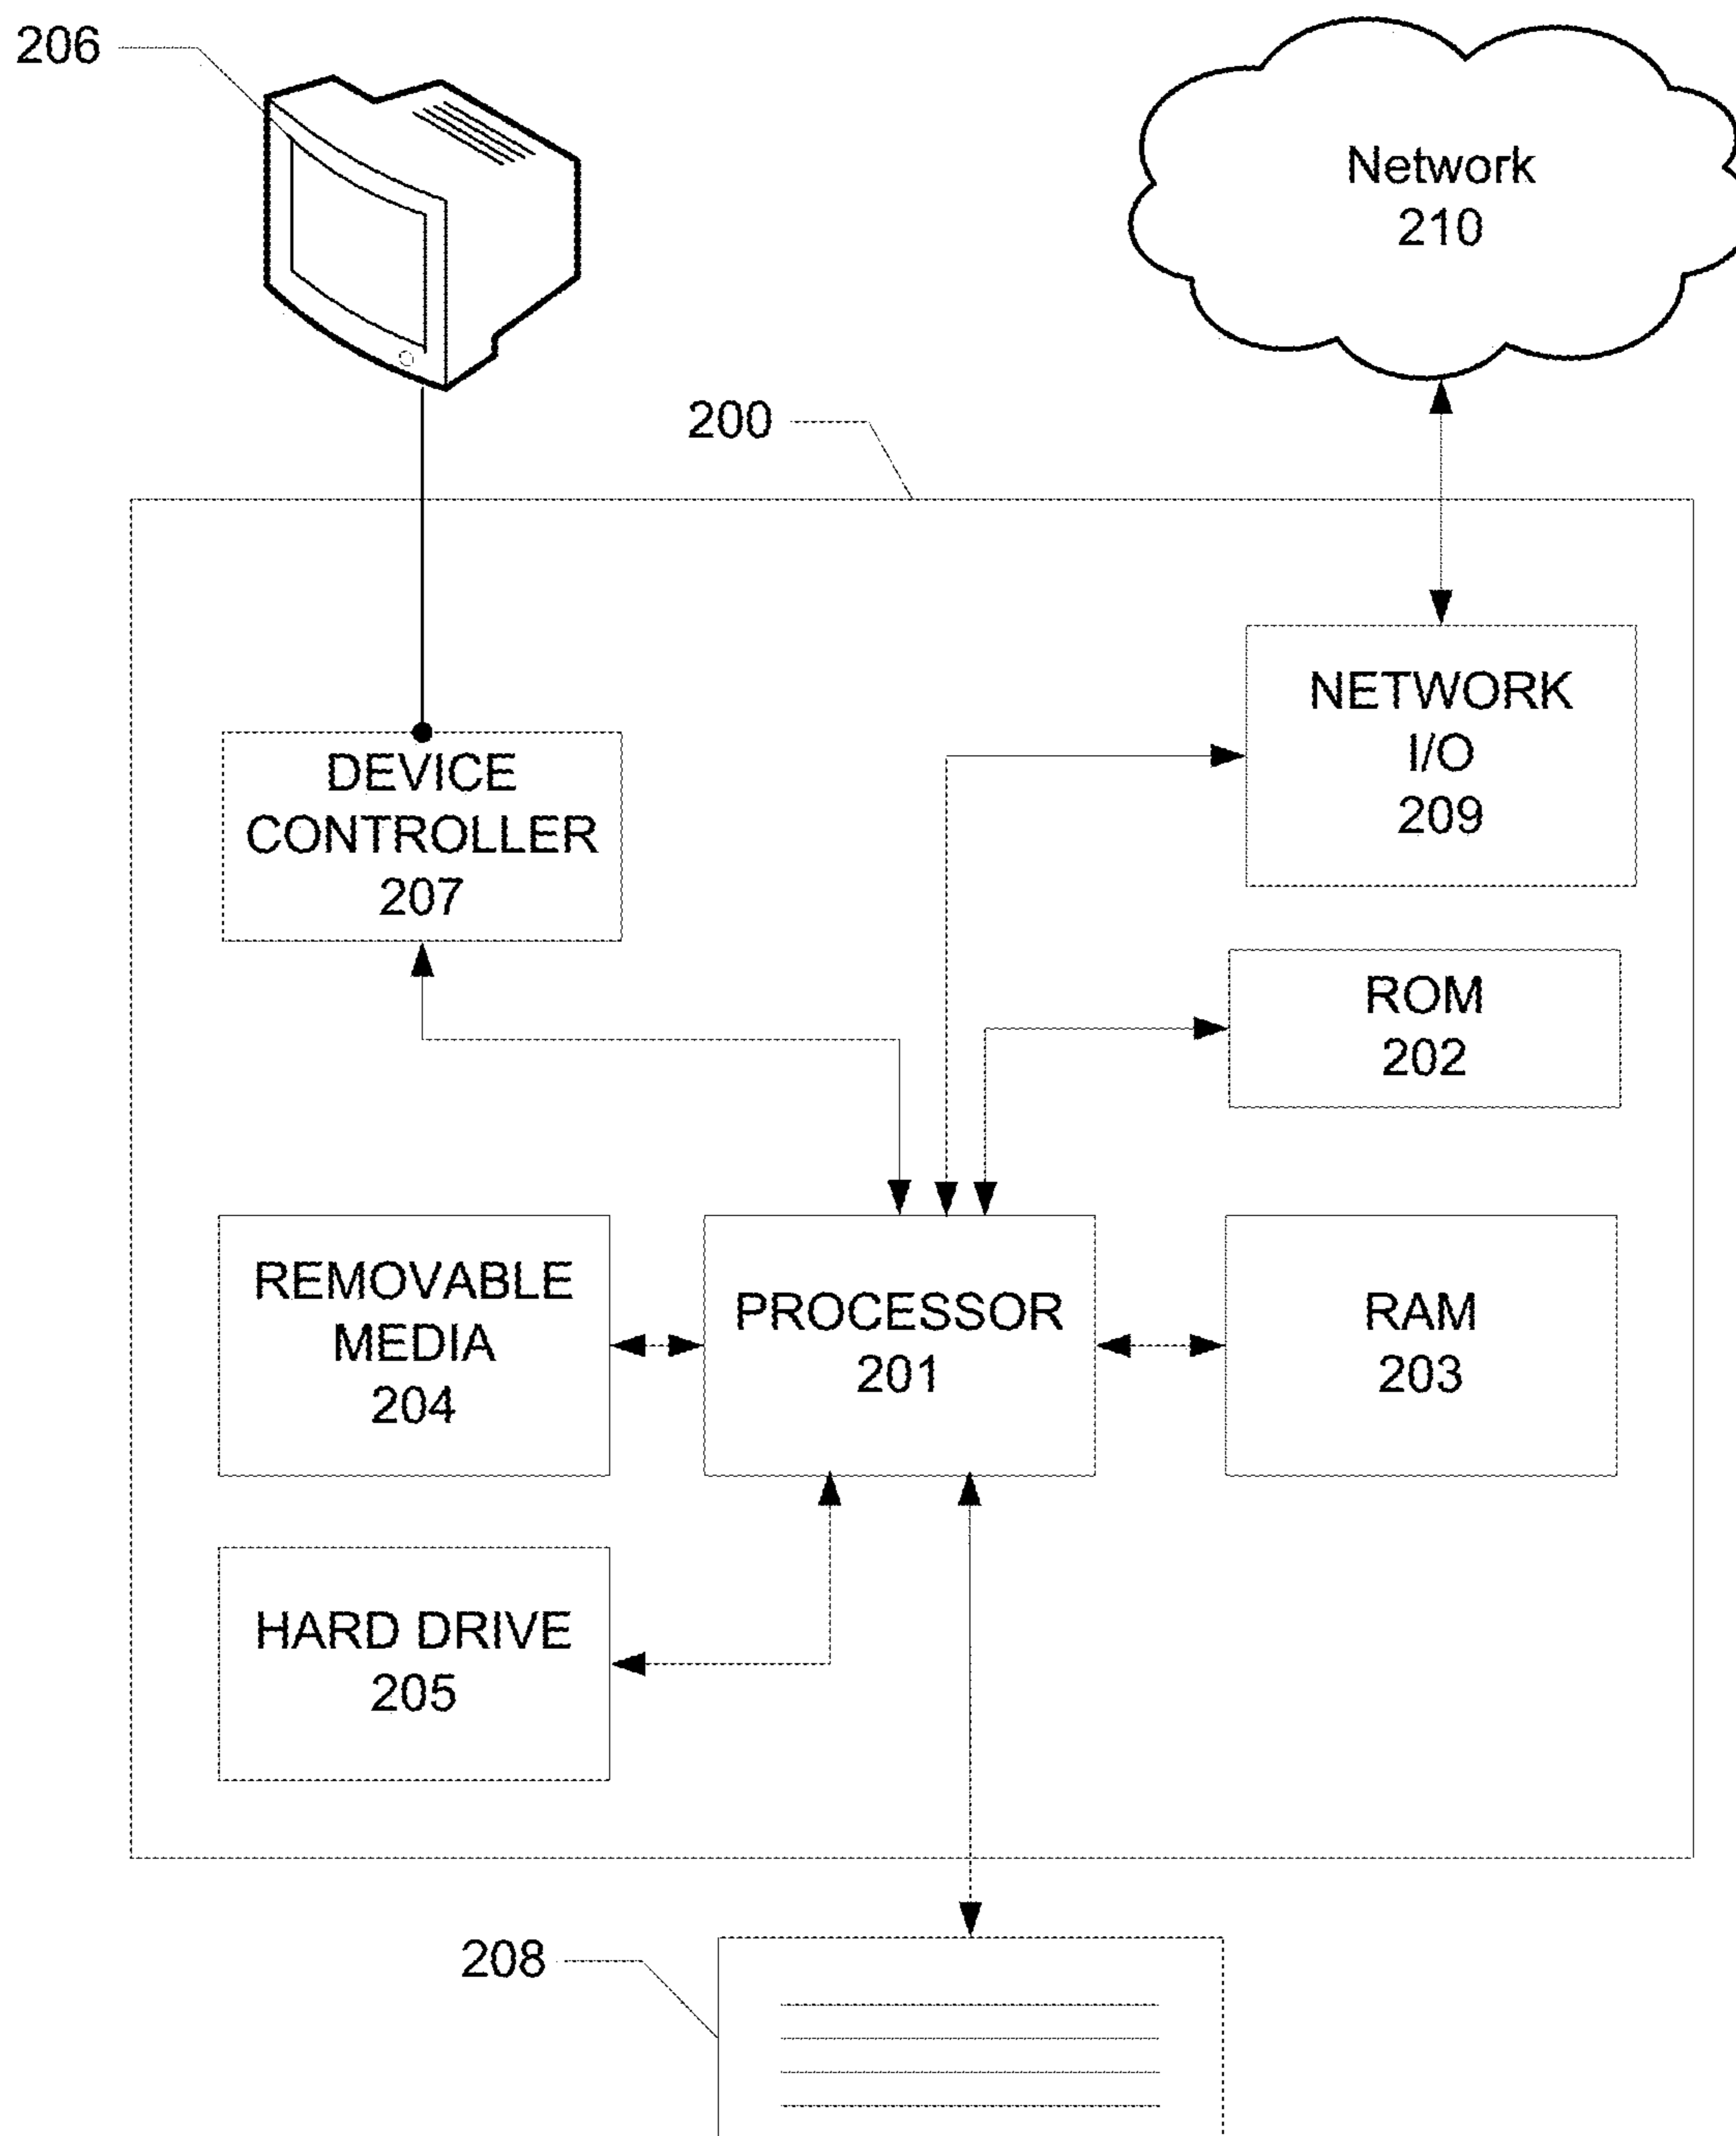 206
Network
210
200
NETWORK
I/O
209
DEVICE
CONTROLLER
207
ROM
202
REMOVABLE
MEDIA
204
PROCESSOR
201
RAM
203
HARD DRIVE
205
208